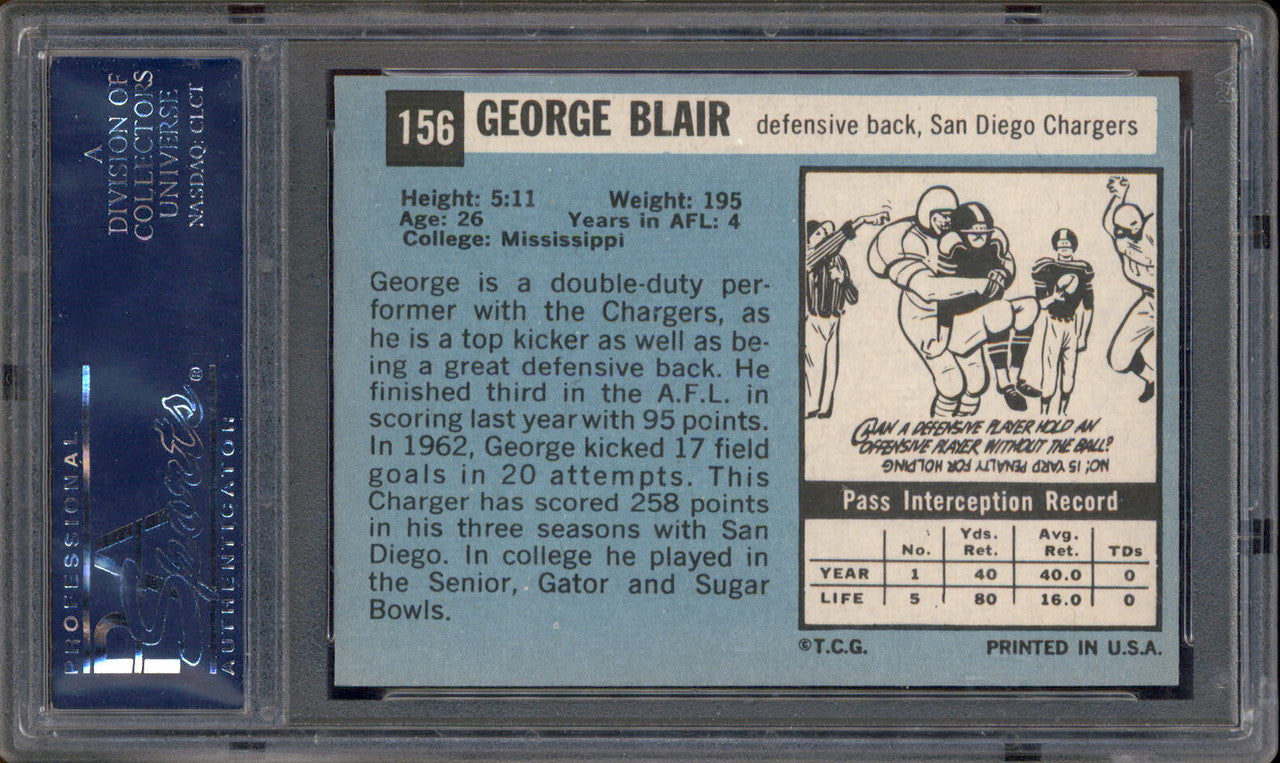 A
DIVISION OF
COLLECTORS
UNIVERSE
NASDAQ: CLCT
PROFESSIONAL
PSA
Sports®
AUTHENTICATOR
156 GEORGE BLAIR defensive back, San Diego Chargers
Height: 5:11 Weight: 195
Age: 26 Years in AFL: 4
College: Mississippi
George is a double-duty per-
former with the Chargers, as
he is a top kicker as well as be-
ing a great defensive back. He
finished third in the A.F.L. in
scoring last year with 95 points.
In 1962, George kicked 17 field
goals in 20 attempts. This
Charger has scored 258 points
in his three seasons with San
Diego. In college he played in
the Senior, Gator and Sugar
Bowls.
CAN A DEFENSIVE PLAYER HOLD AN
OFFENSIVE PLAYER WITHOUT THE BALL?
NO; 15 YARD PENALTY FOR HOLDING
Pass Interception Record
No. Yds. Ret. Avg. Ret. TDs
YEAR 1 40 40.0 0
LIFE 5 80 16.0 0
©T.C.G. PRINTED IN U.S.A.